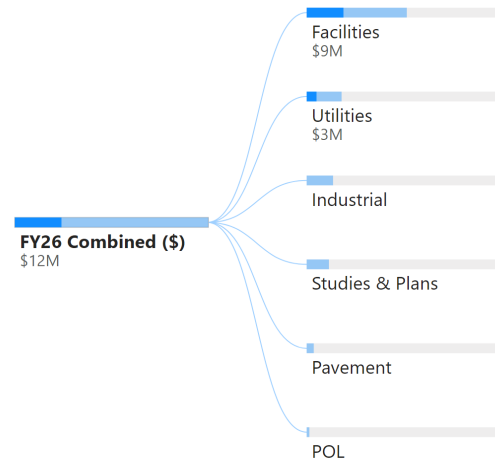 Facilities
$9M
Utilities
$3M
Industrial
FY26 Combined ($)
$12M
Studies & Plans
Pavement
POL